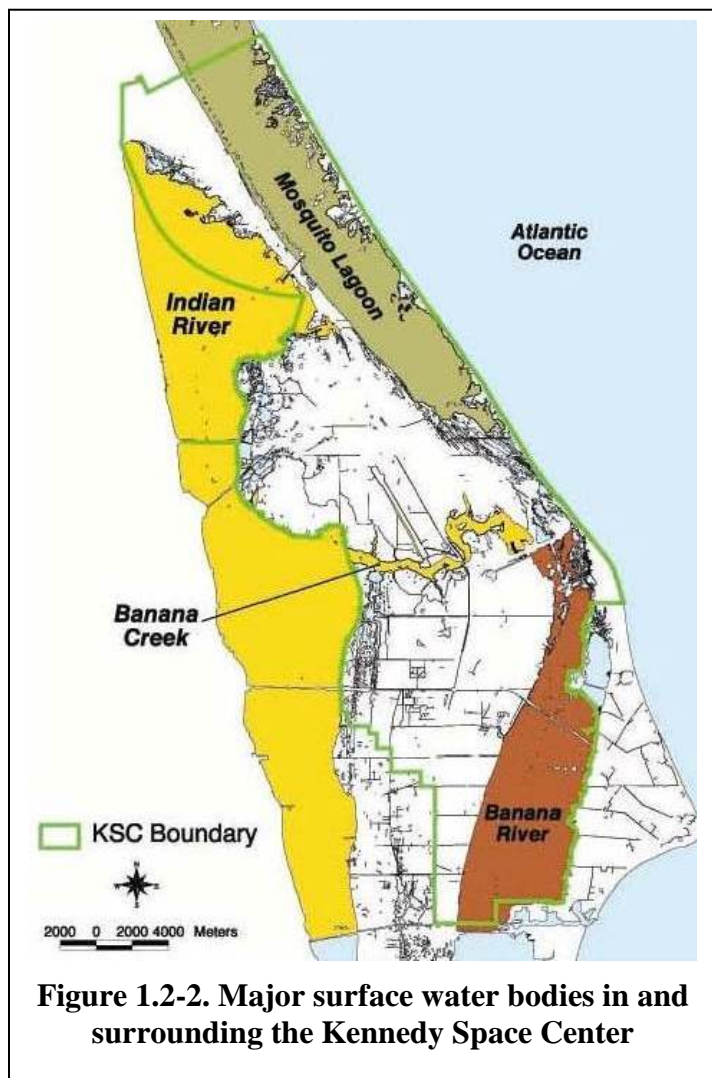 Mosquito Lagoon
Atlantic
Ocean
Indian
River
Banana
Creek
Banana
River
KSC Boundary
N
W
S
S
2000 0 2000 4000 Meters
Figure 1.2-2. Major surface water bodies in and
surrounding the Kennedy Space Center